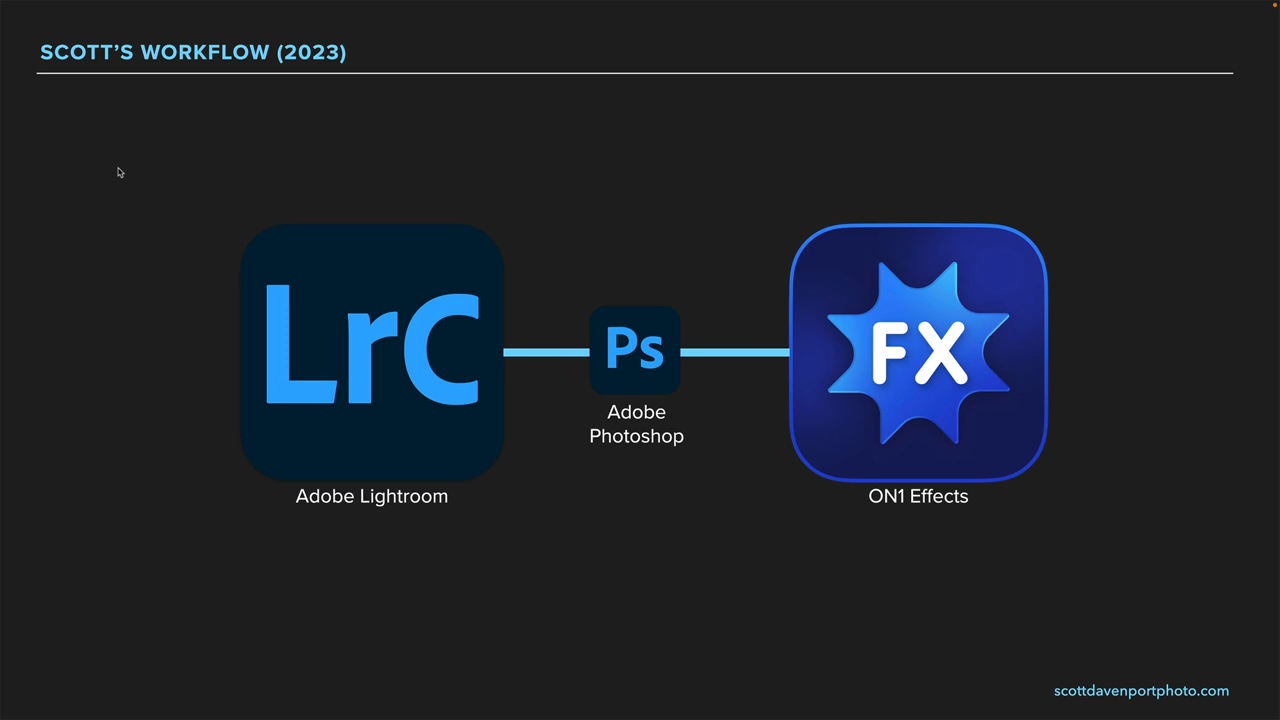 SCOTT’S WORKFLOW (2023)
LrC
Ps
FX
Adobe
Photoshop
Adobe Lightroom
ON1 Effects
scottdavenportphoto.com